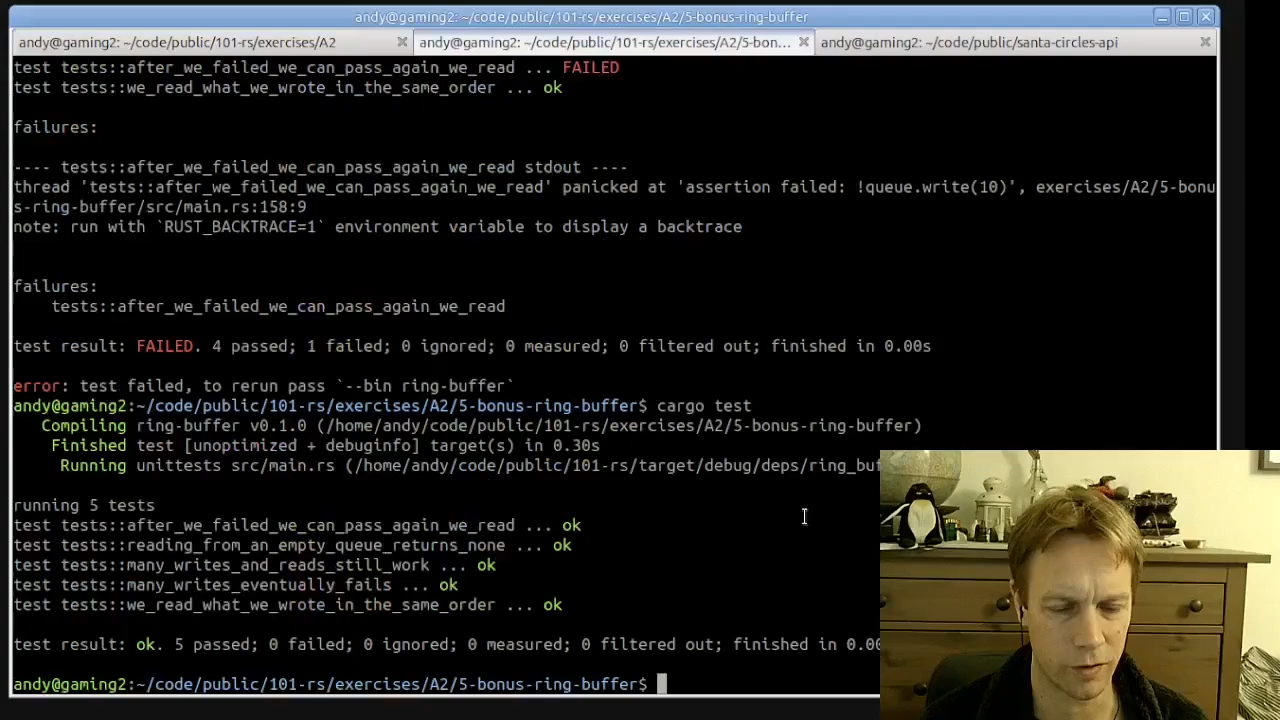 andy@gaming2: ~/code/public/101-rs/exercises/A2/5-bonus-ring-buffer
andy@gaming2: ~/code/public/101-rs/exercises/A2
andy@gaming2: ~/code/public/101-rs/exercises/A2/5-bon...
andy@gaming2: ~/code/public/santa-circles-api
test tests::after_we_failed_we_can_pass_again_we_read ... FAILED
test tests::we_read_what_we_wrote_in_the_same_order ... ok
failures:
---- tests::after_we_failed_we_can_pass_again_we_read stdout ----
thread 'tests::after_we_failed_we_can_pass_again_we_read' panicked at 'assertion failed: !queue.write(10)', exercises/A2/5-bonu
s-ring-buffer/src/main.rs:158:9
note: run with `RUST_BACKTRACE=1` environment variable to display a backtrace
failures:
    tests::after_we_failed_we_can_pass_again_we_read
test result: FAILED. 4 passed; 1 failed; 0 ignored; 0 measured; 0 filtered out; finished in 0.00s
error: test failed, to rerun pass `--bin ring-buffer`
andy@gaming2:~/code/public/101-rs/exercises/A2/5-bonus-ring-buffer$ cargo test
   Compiling ring-buffer v0.1.0 (/home/andy/code/public/101-rs/exercises/A2/5-bonus-ring-buffer)
    Finished test [unoptimized + debuginfo] target(s) in 0.30s
     Running unittests src/main.rs (/home/andy/code/public/101-rs/target/debug/deps/ring_buf
running 5 tests
test tests::after_we_failed_we_can_pass_again_we_read ... ok
test tests::reading_from_an_empty_queue_returns_none ... ok
test tests::many_writes_and_reads_still_work ... ok
test tests::many_writes_eventually_fails ... ok
test tests::we_read_what_we_wrote_in_the_same_order ... ok
test result: ok. 5 passed; 0 failed; 0 ignored; 0 measured; 0 filtered out; finished in 0.00
andy@gaming2:~/code/public/101-rs/exercises/A2/5-bonus-ring-buffer$